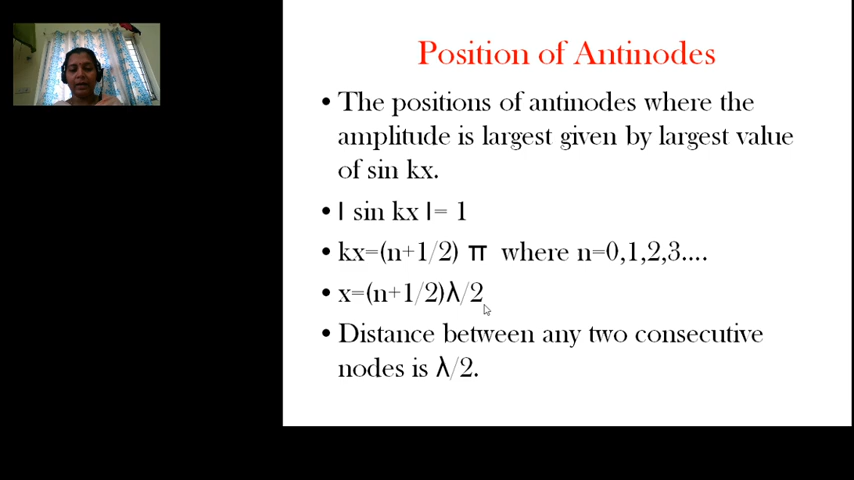 Position of Antinodes
• The positions of antinodes where the
amplitude is largest given by largest value
of sin kx.
• | sin kx |= 1
• kx=(n+1/2) π where n=0,1,2,3....
• x=(n+1/2)λ/2
• Distance between any two consecutive
nodes is λ/2.